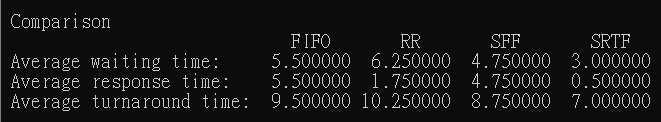 Comparison
FIFO RR SFF SRTF
Average waiting time: 5.500000 6.250000 4.750000 3.000000
Average response time: 5.500000 1.750000 4.750000 0.500000
Average turnaround time: 9.500000 10.250000 8.750000 7.000000